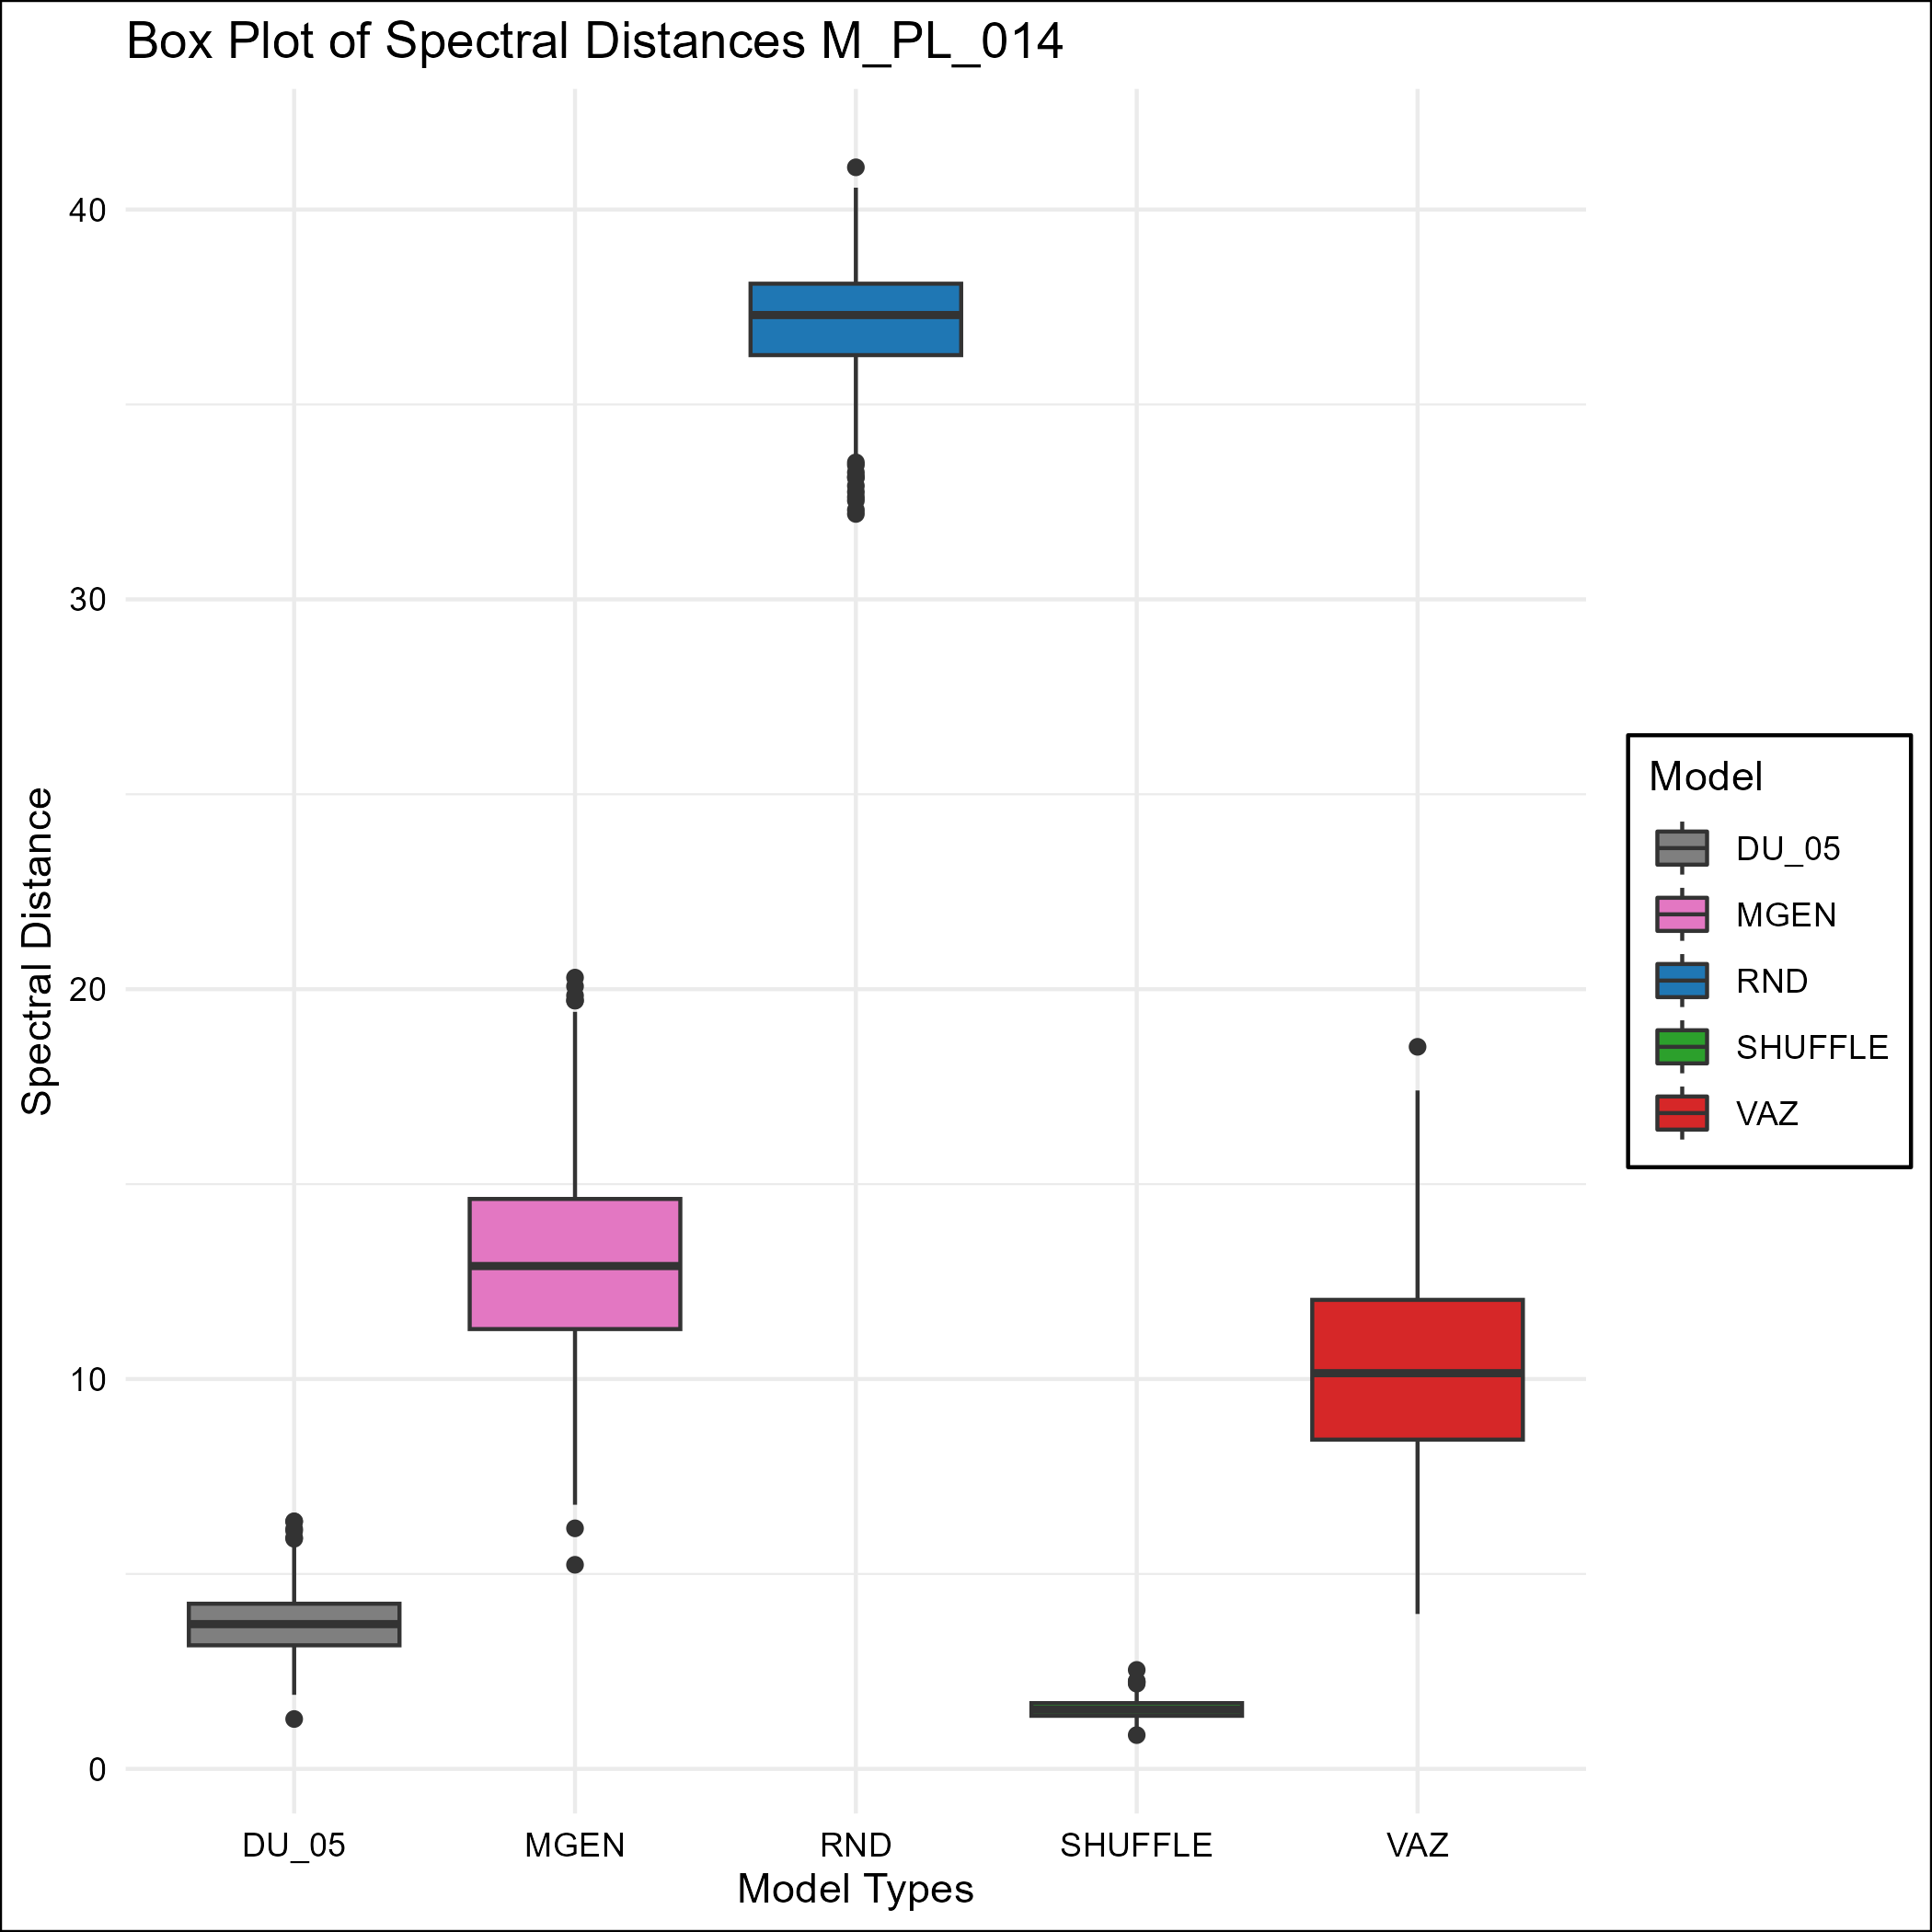 Box Plot of Spectral Distances M_PL_014
Spectral Distance
40
30
20
10
0
DU_05
MGEN
RND
SHUFFLE
VAZ
Model Types
Model
DU_05
MGEN
RND
SHUFFLE
VAZ